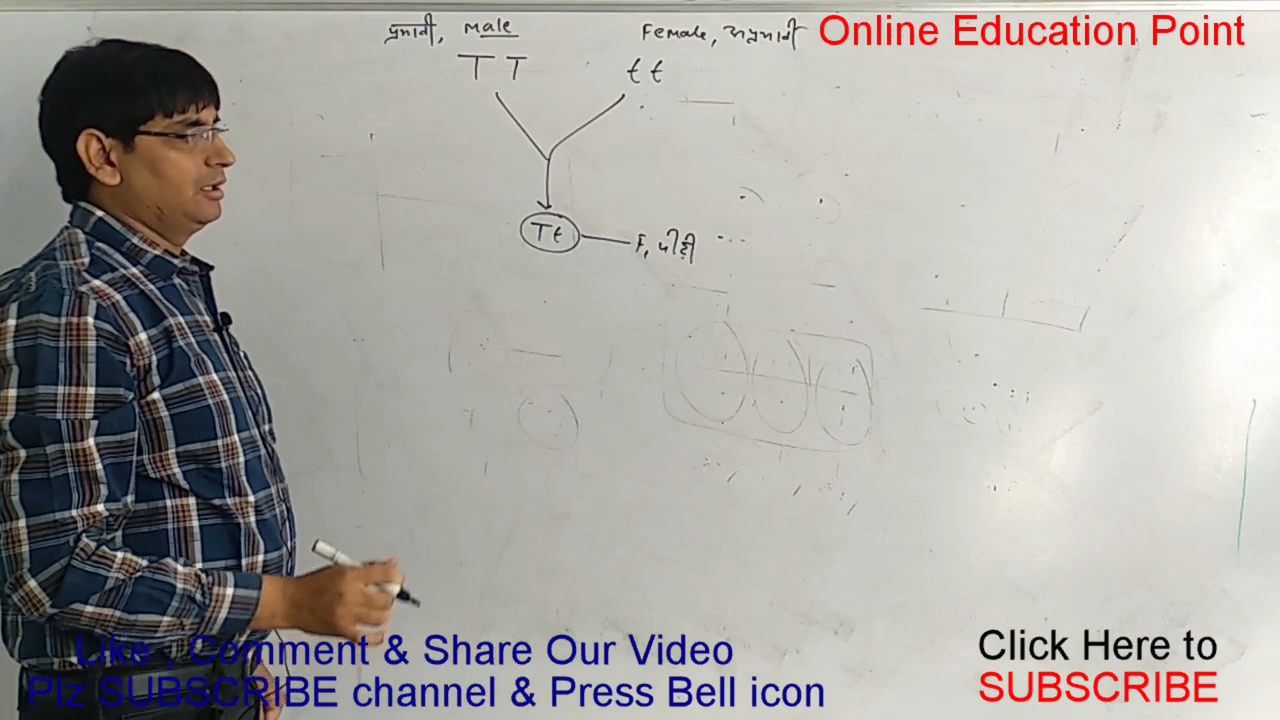 प्रभावी, Male
Female, अप्रभावी
Online Education Point
T T
t t
Tt
F, पीढ़ी
Like , Comment & Share Our Video
Plz SUBSCRIBE channel & Press Bell icon
Click Here to
SUBSCRIBE